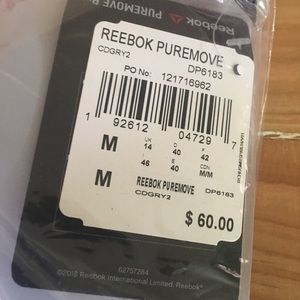 Reebok PUREMOVE
REEBOK PUREMOVE
CDGRY2 DP6183
PO No: 121716962
1 92612 04729 7
M UK 14 D 40 F 42
46 E 40 CDN M/M
M REEBOK PUREMOVE DP6183
CDGRY2
$ 60.00
62757284
©2018 Reebok International Limited. Reebok®